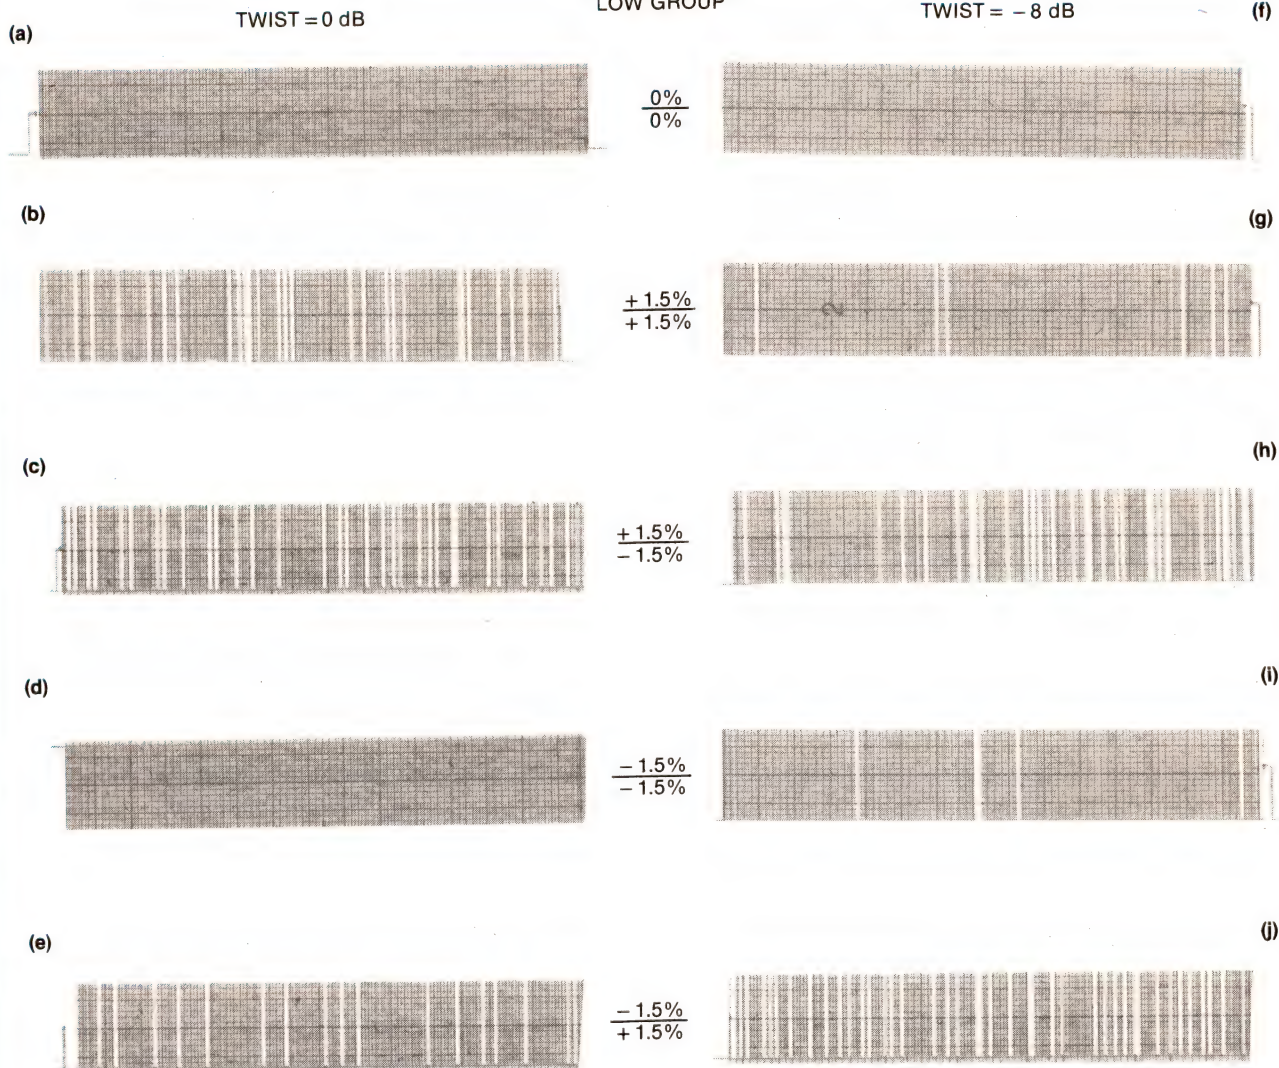 LOW GROUP
TWIST = 0 dB
TWIST = − 8 dB
(a)
(f)
0%
0%
(b)
(g)
+ 1.5%
+ 1.5%
2
(c)
(h)
+ 1.5%
− 1.5%
(d)
(i)
− 1.5%
− 1.5%
(e)
(j)
− 1.5%
+ 1.5%